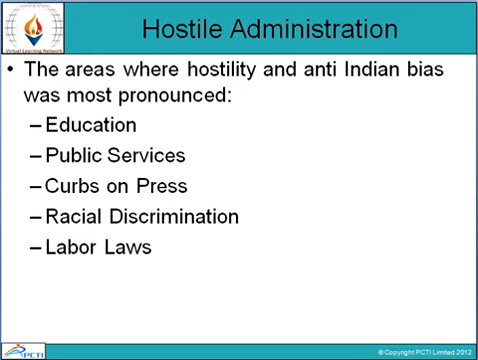 Virtual Learning Network
Hostile Administration
• The areas where hostility and anti Indian bias
was most pronounced:
– Education
– Public Services
– Curbs on Press
– Racial Discrimination
– Labor Laws
PCTI
©Copyright PCTI Limited 2012